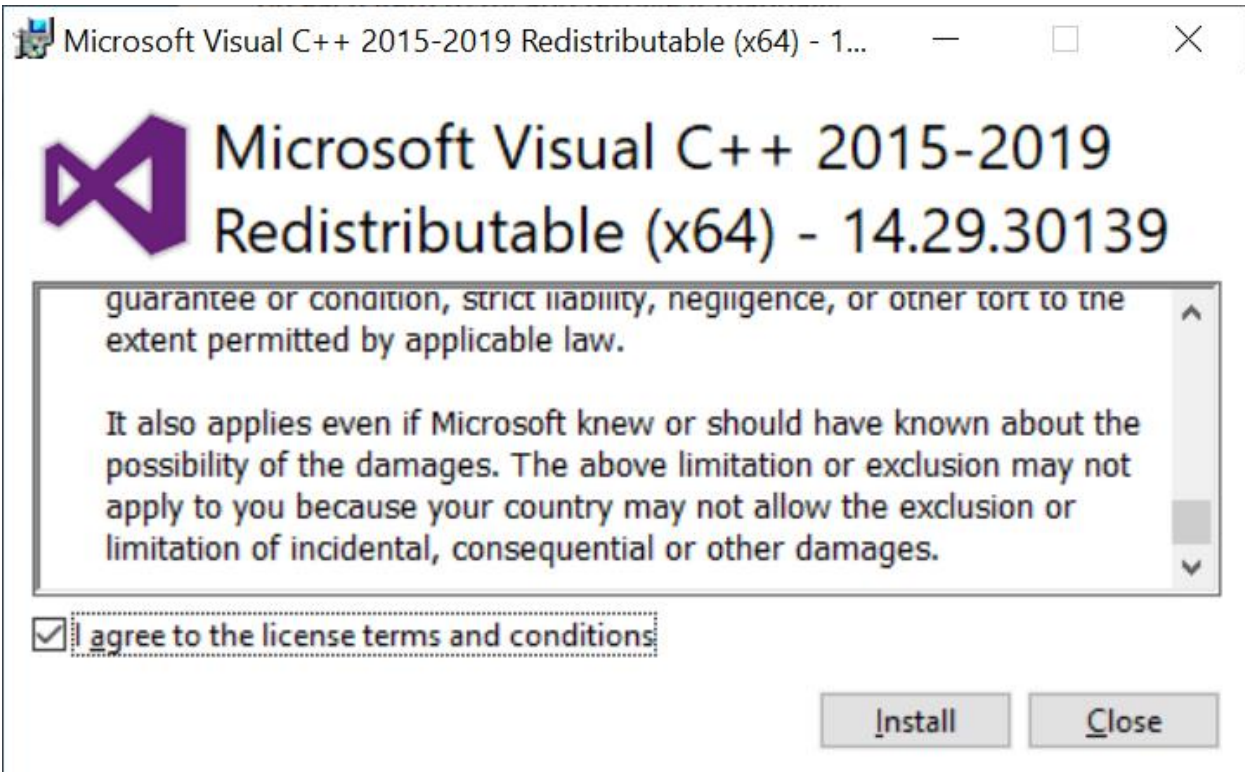 Microsoft Visual C++ 2015-2019 Redistributable (x64) - 1...
Microsoft Visual C++ 2015-2019
Redistributable (x64) - 14.29.30139
guarantee or condition, strict liability, negligence, or other tort to the
extent permitted by applicable law.
It also applies even if Microsoft knew or should have known about the
possibility of the damages. The above limitation or exclusion may not
apply to you because your country may not allow the exclusion or
limitation of incidental, consequential or other damages.
I agree to the license terms and conditions
Install
Close